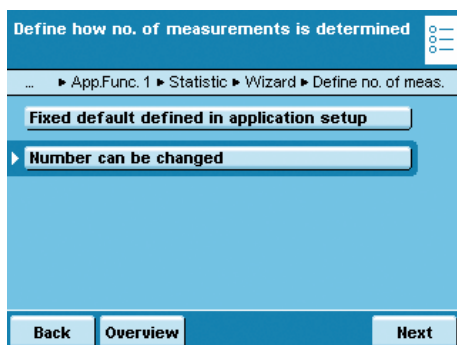 Define how no. of measurements is determined
... ▸ App.Func. 1 ▸ Statistic ▸ Wizard ▸ Define no. of meas.
Fixed default defined in application setup
Number can be changed
Back Overview Next